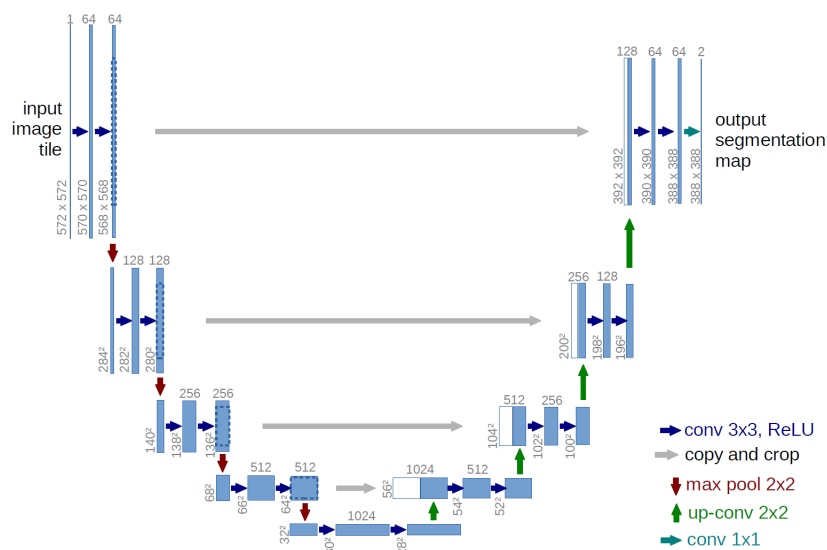 1 64 64
128 64 64 2
input
image
tile
output
segmentation
map
572 x 572
570 x 570
568 x 568
392 x 392
390 x 390
388 x 388
388 x 388
128 128
256 128
284²
282²
280²
200²
198²
196²
256 256
512 256
140²
138²
136²
104²
102²
100²
conv 3x3, ReLU
copy and crop
max pool 2x2
up-conv 2x2
conv 1x1
512 512
1024 512
68²
66²
64²
56²
54²
52²
1024
32²